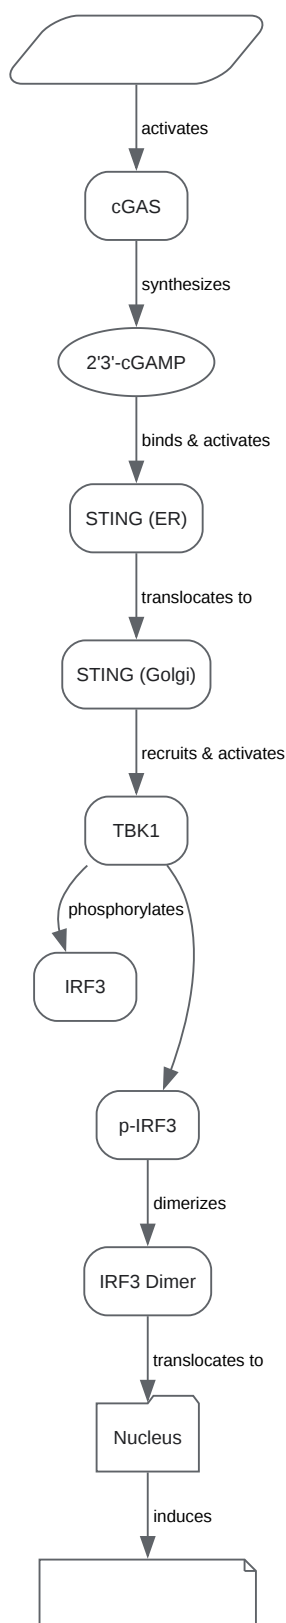 activates
cGAS
synthesizes
2'3'-cGAMP
binds & activates
STING (ER)
translocates to
STING (Golgi)
recruits & activates
TBK1
phosphorylates
IRF3
p-IRF3
dimerizes
IRF3 Dimer
translocates to
Nucleus
induces